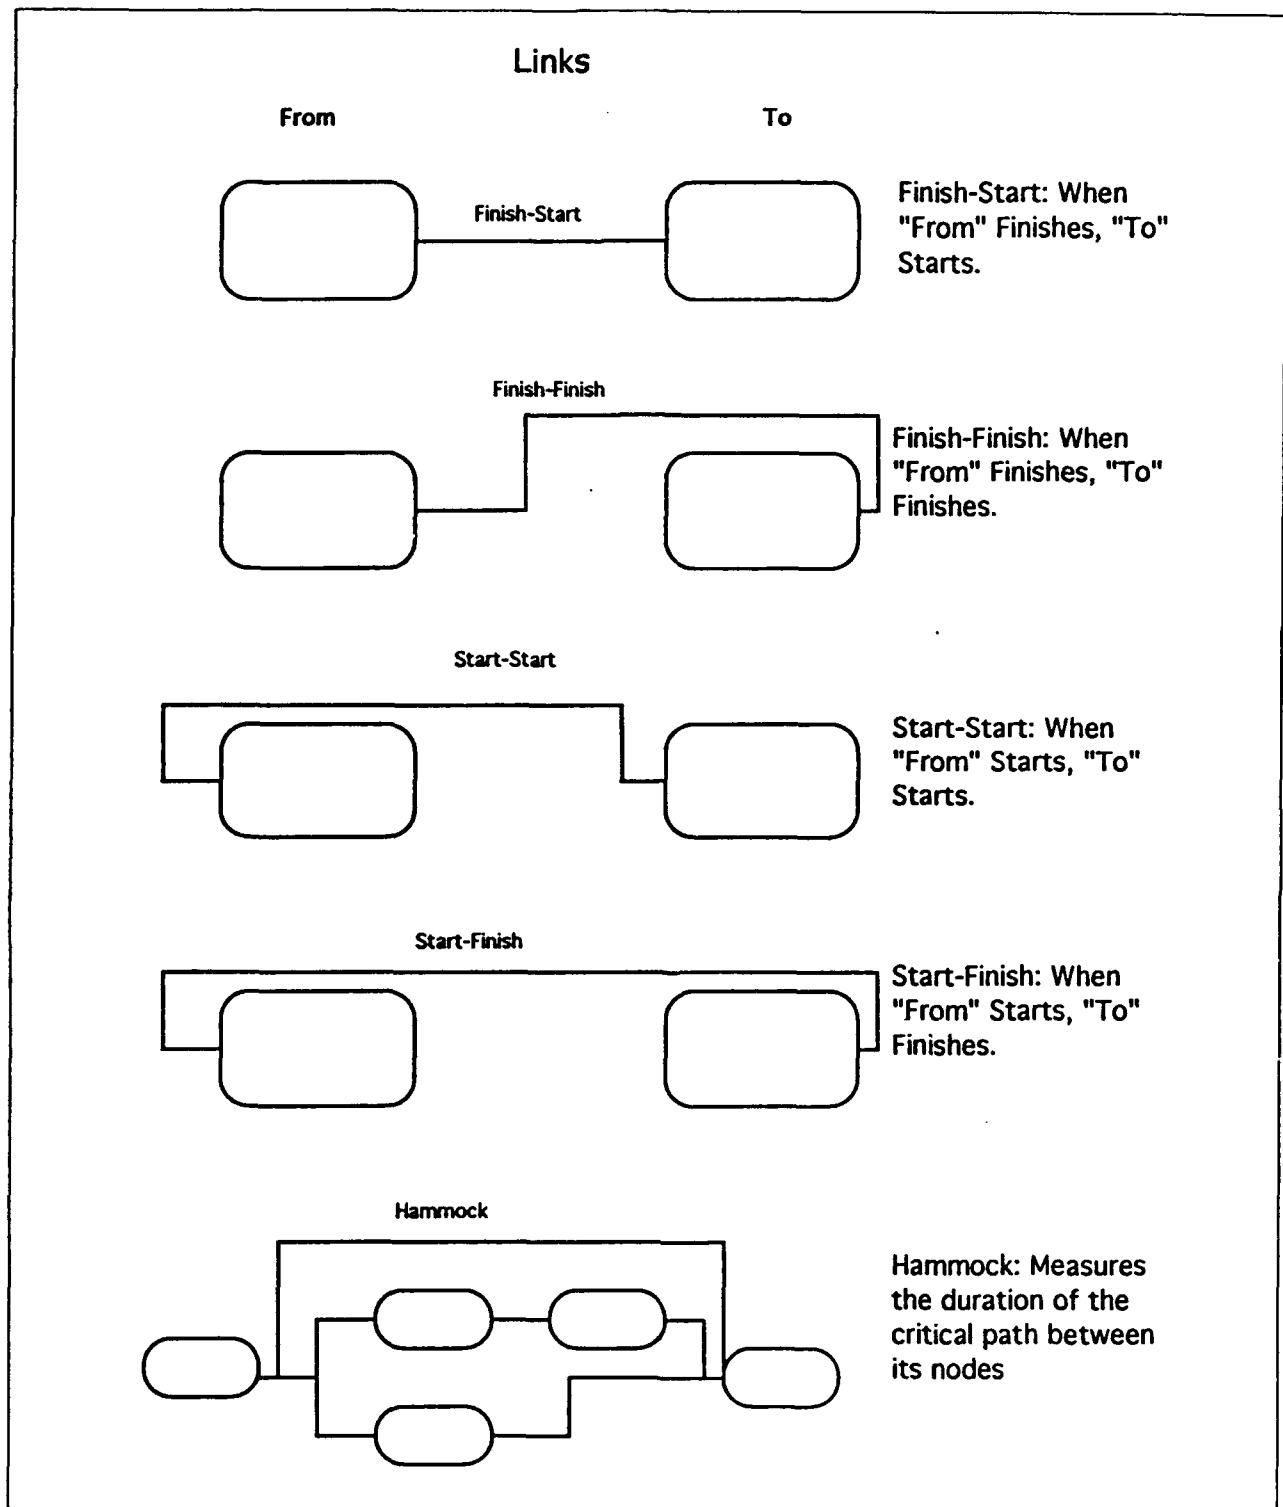 Links
From
To
Finish-Start
Finish-Start: When
"From" Finishes, "To"
Starts.
Finish-Finish
Finish-Finish: When
"From" Finishes, "To"
Finishes.
Start-Start
Start-Start: When
"From" Starts, "To"
Starts.
Start-Finish
Start-Finish: When
"From" Starts, "To"
Finishes.
Hammock
Hammock: Measures
the duration of the
critical path between
its nodes